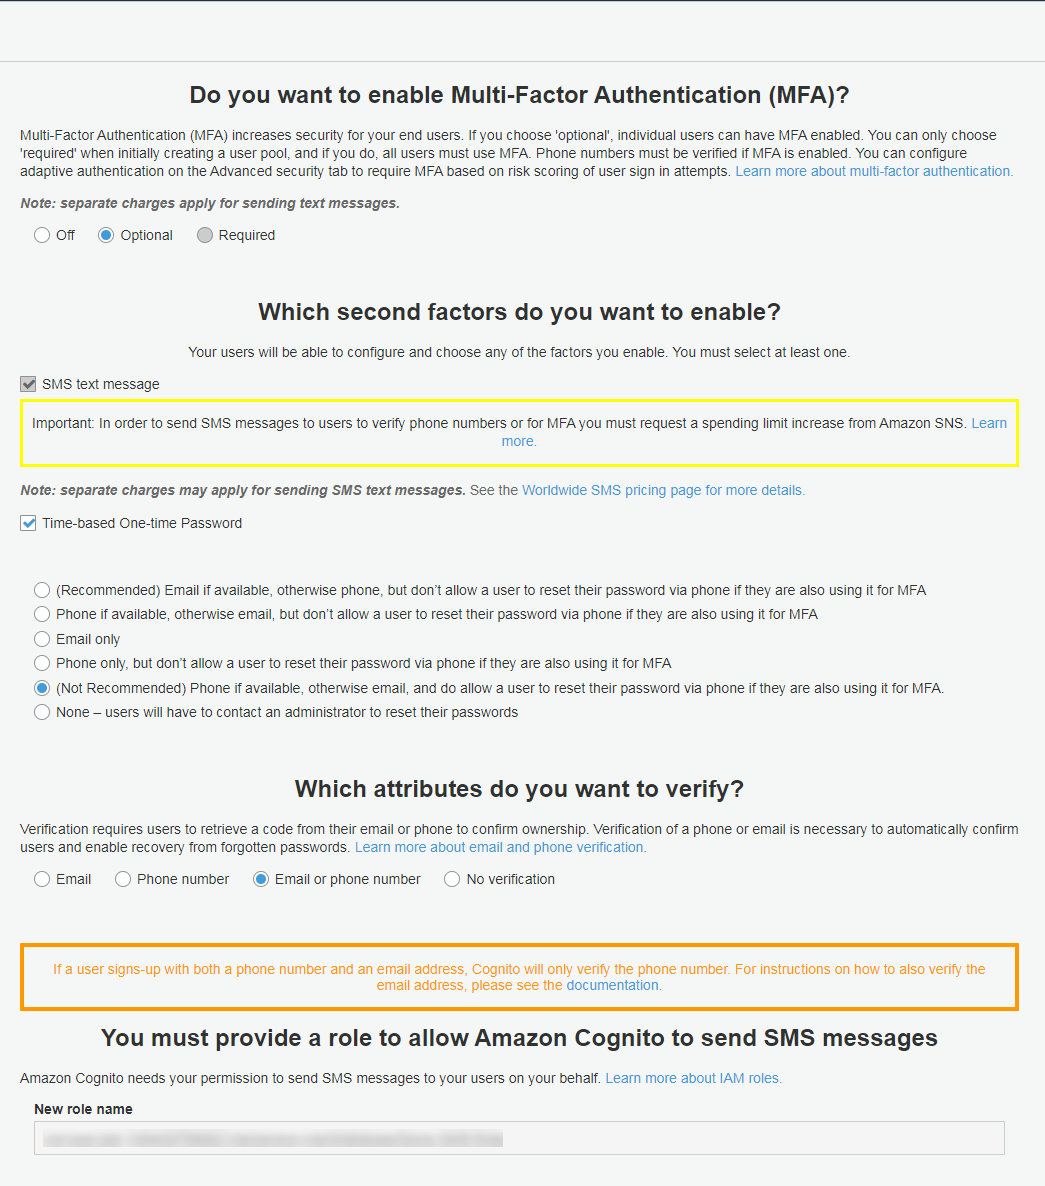 Do you want to enable Multi-Factor Authentication (MFA)?
Multi-Factor Authentication (MFA) increases security for your end users. If you choose 'optional', individual users can have MFA enabled. You can only choose
'required' when initially creating a user pool, and if you do, all users must use MFA. Phone numbers must be verified if MFA is enabled. You can configure
adaptive authentication on the Advanced security tab to require MFA based on risk scoring of user sign in attempts. Learn more about multi-factor authentication.
Note: separate charges apply for sending text messages.
Off Optional Required
Which second factors do you want to enable?
Your users will be able to configure and choose any of the factors you enable. You must select at least one.
SMS text message
Important: In order to send SMS messages to users to verify phone numbers or for MFA you must request a spending limit increase from Amazon SNS. Learn
more.
Note: separate charges may apply for sending SMS text messages. See the Worldwide SMS pricing page for more details.
Time-based One-time Password
(Recommended) Email if available, otherwise phone, but don’t allow a user to reset their password via phone if they are also using it for MFA
Phone if available, otherwise email, but don’t allow a user to reset their password via phone if they are also using it for MFA
Email only
Phone only, but don’t allow a user to reset their password via phone if they are also using it for MFA
(Not Recommended) Phone if available, otherwise email, and do allow a user to reset their password via phone if they are also using it for MFA.
None – users will have to contact an administrator to reset their passwords
Which attributes do you want to verify?
Verification requires users to retrieve a code from their email or phone to confirm ownership. Verification of a phone or email is necessary to automatically confirm
users and enable recovery from forgotten passwords. Learn more about email and phone verification.
Email Phone number Email or phone number No verification
If a user signs-up with both a phone number and an email address, Cognito will only verify the phone number. For instructions on how to also verify the
email address, please see the documentation.
You must provide a role to allow Amazon Cognito to send SMS messages
Amazon Cognito needs your permission to send SMS messages to your users on your behalf. Learn more about IAM roles.
New role name